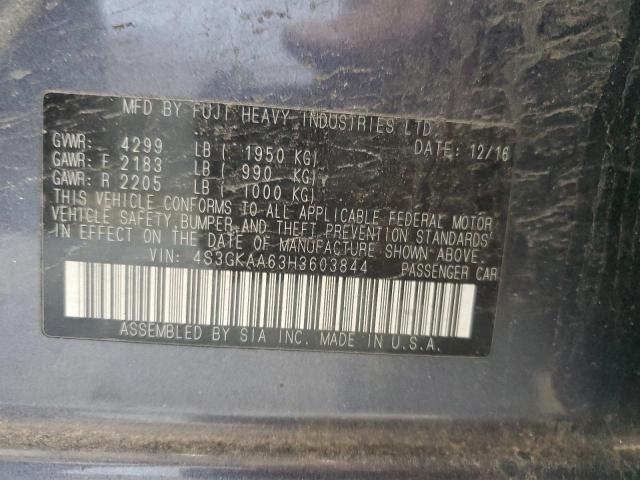 MFD BY FUJI HEAVY INDUSTRIES LTD.
GVWR: 4299 LB ( 1950 KG) DATE: 12/16
GAWR: F 2183 LB ( 990 KG)
GAWR: R 2205 LB ( 1000 KG)
THIS VEHICLE CONFORMS TO ALL APPLICABLE FEDERAL MOTOR
VEHICLE SAFETY, BUMPER AND THEFT PREVENTION STANDARDS
IN EFFECT ON THE DATE OF MANUFACTURE SHOWN ABOVE.
VIN: 4S3GKAA63H3603844 PASSENGER CAR
ASSEMBLED BY SIA INC. MADE IN U.S.A.